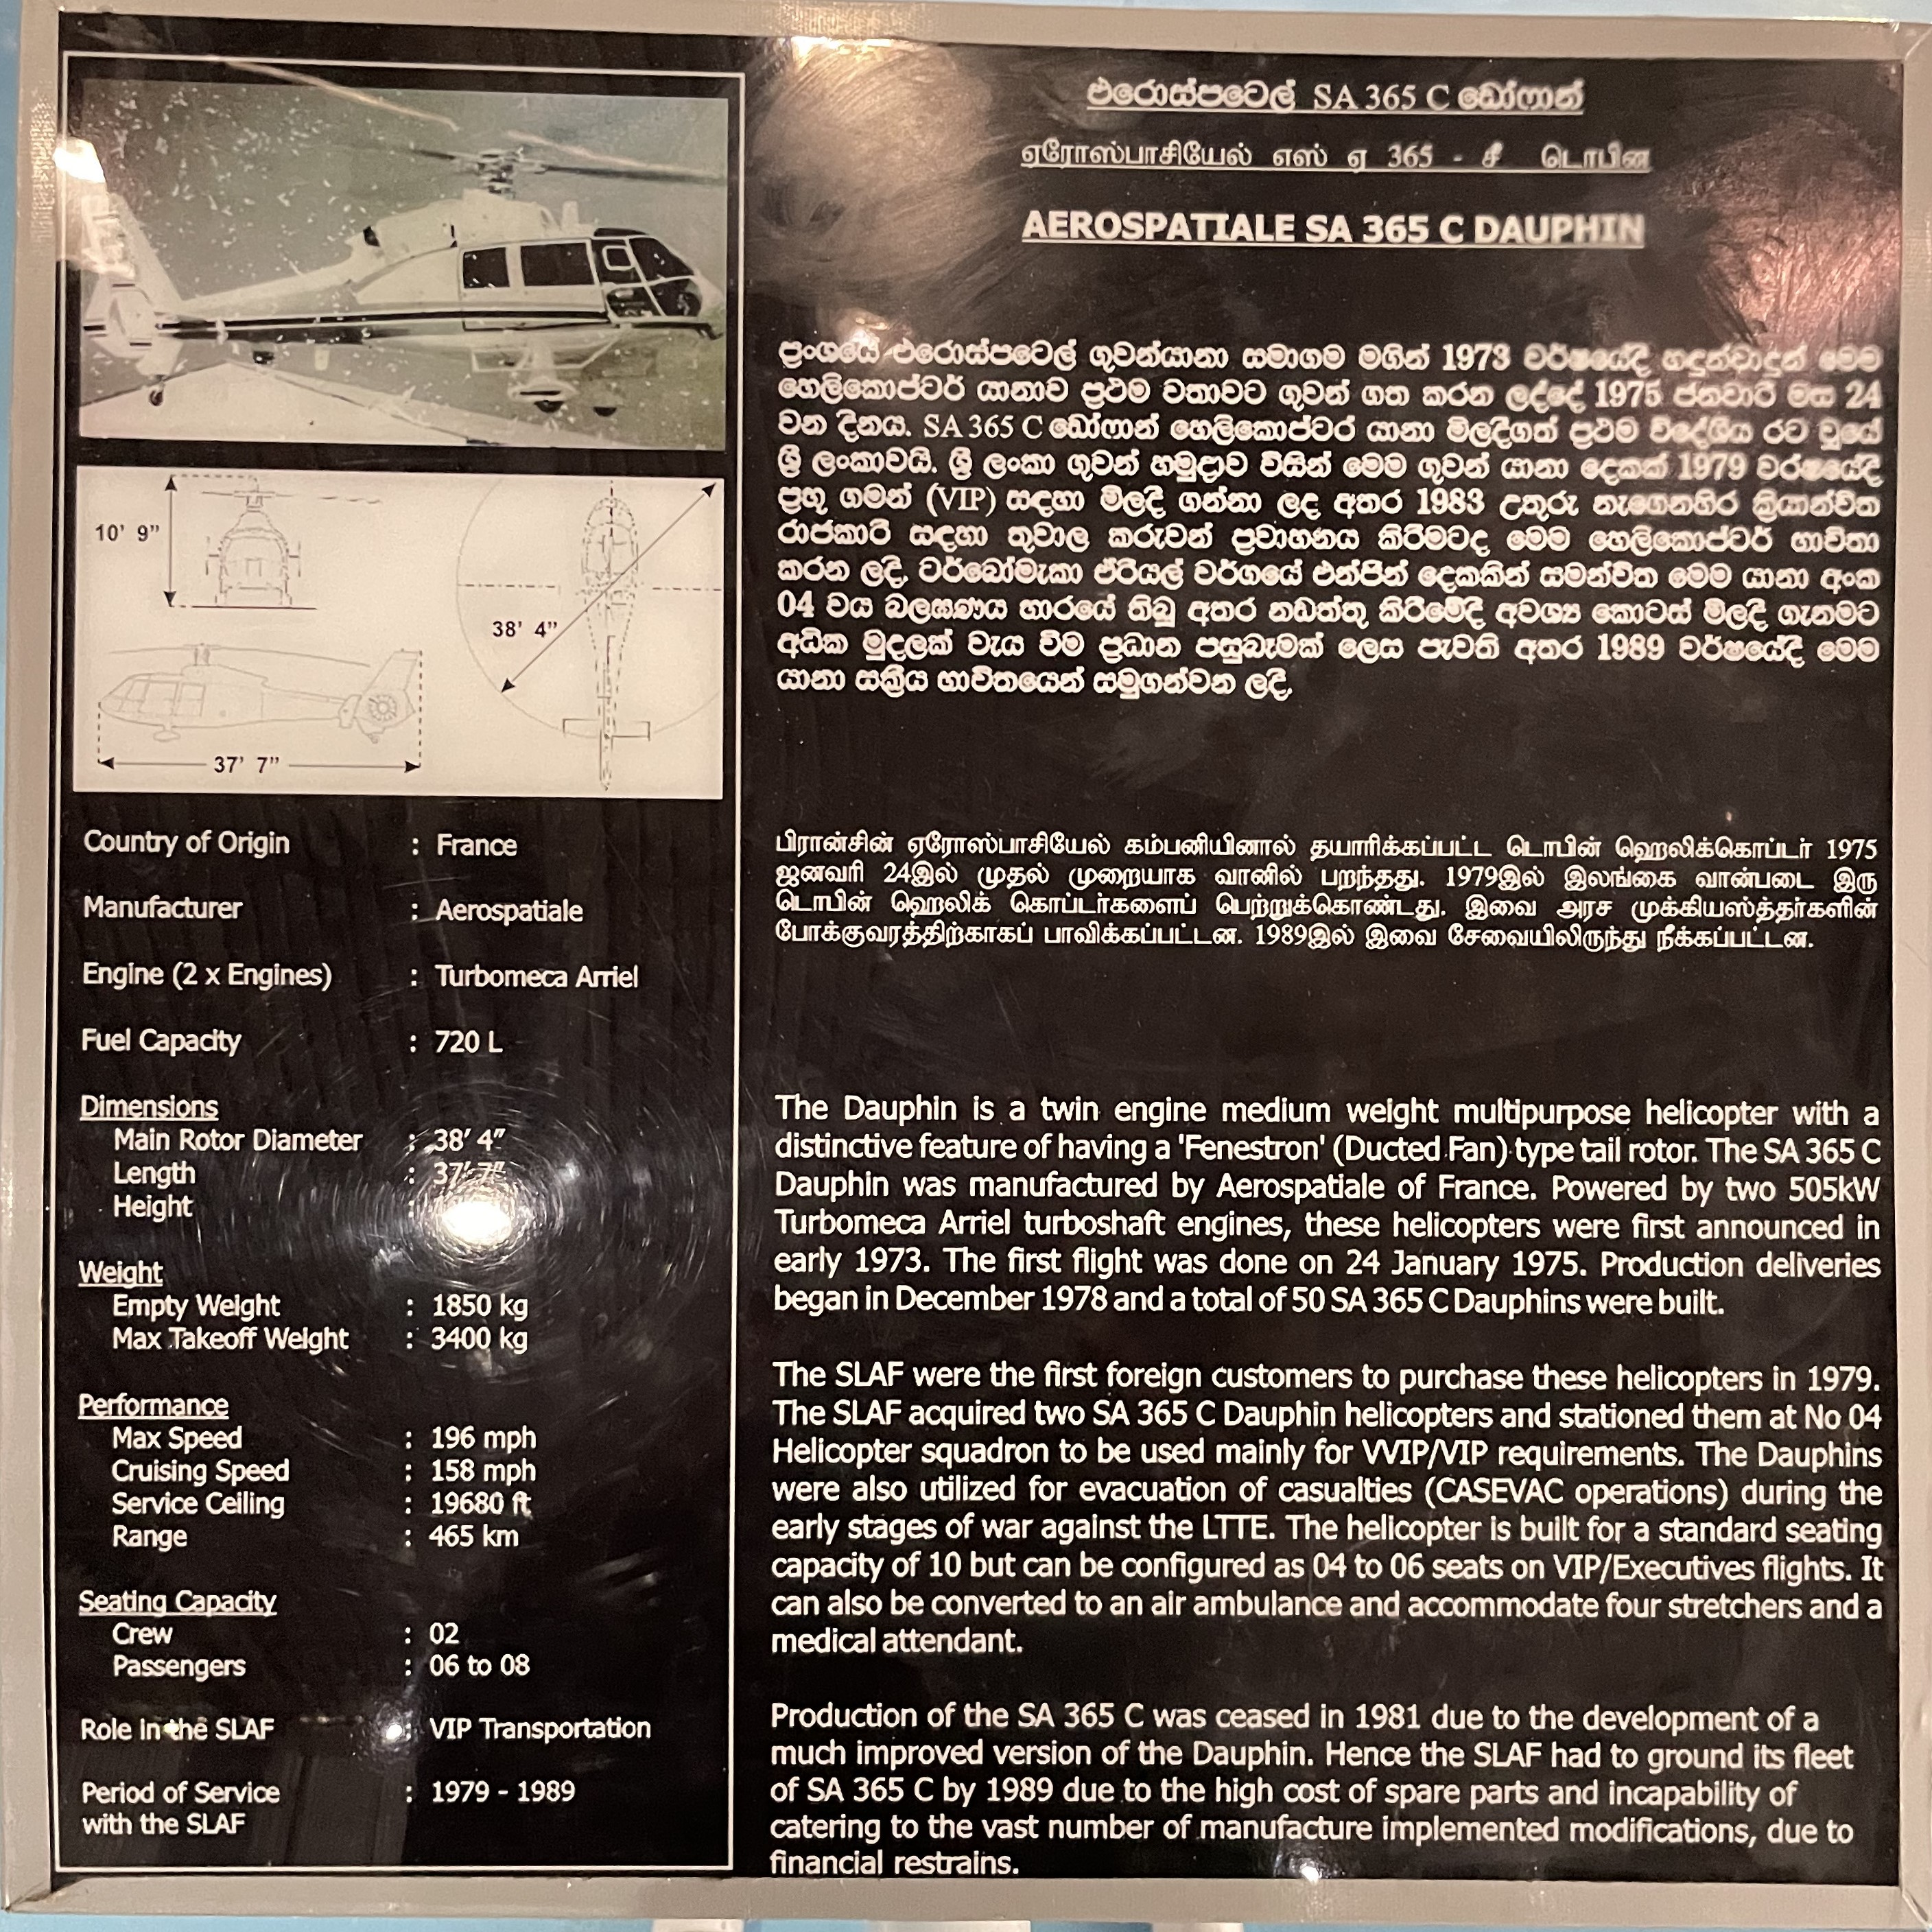 එරොස්පටෙල් SA 365 C ඩෝෆාන්
ஏரோஸ்பாசியேல் எஸ் ஏ 365 - சீ டொபின
AEROSPATIALE SA 365 C DAUPHIN
10' 9"
38' 4"
37' 7"
Country of Origin : France
Manufacturer : Aerospatiale
Engine (2 x Engines) : Turbomeca Arriel
Fuel Capacity : 720 L
Dimensions
Main Rotor Diameter : 38' 4"
Length : 37' 7"
Height
Weight
Empty Weight : 1850 kg
Max Takeoff Weight : 3400 kg
Performance
Max Speed : 196 mph
Cruising Speed : 158 mph
Service Ceiling : 19680 ft
Range : 465 km
Seating Capacity
Crew : 02
Passengers : 06 to 08
Role in the SLAF : VIP Transportation
Period of Service : 1979 - 1989
with the SLAF
ප්‍රංශයේ එරොස්පටෙල් ගුවන්යානා සමාගම මගින් 1973 වර්ෂයේදී හඳුන්වාදුන් මෙම
හෙලිකොප්ටර් යානාව ප්‍රථම වතාවට ගුවන් ගත කරන ලද්දේ 1975 ජනවාරි මස 24
වන දිනය. SA 365 C ඩෝෆාන් හෙලිකොප්ටර යානා මිලදීගත් ප්‍රථම විදේශීය රට වූයේ
ශ්‍රී ලංකාවයි. ශ්‍රී ලංකා ගුවන් හමුදාව විසින් මෙම ගුවන් යානා දෙකක් 1979 වරෂයේදී
ප්‍රභූ ගමන් (VIP) සඳහා මිලදී ගන්නා ලද අතර 1983 උතුරු නැගෙනහිර ක්‍රියාන්විත
රාජකාරි සඳහා තුවාල කරුවන් ප්‍රවාහනය කිරීමටද මෙම හෙලිකොප්ටර් භාවිතා
කරන ලදී. ටර්බෝමැකා ඒරියල් වර්ගයේ එන්ජින් දෙකකින් සමන්විත මෙම යානා අංක
04 වය බලඝණය භාරයේ තිබූ අතර නඩත්තු කිරීමේදී අවශ්‍ය කොටස් මිලදී ගැනමට
අධික මුදලක් වැය වීම ප්‍රධාන පසුබෑමක් ලෙස පැවති අතර 1989 වර්ෂයේදී මෙම
යානා සක්‍රීය භාවිතයෙන් සමුගන්වන ලදී.
பிரான்சின் ஏரோஸ்பாசியேல் கம்பனியினால் தயாரிக்கப்பட்ட டொபின் ஹெலிக்கொப்டர் 1975
ஜனவரி 24இல் முதல் முறையாக வானில் பறந்தது. 1979இல் இலங்கை வான்படை இரு
டொபின் ஹெலிக் கொப்டர்களைப் பெற்றுக்கொண்டது. இவை அரச முக்கியஸ்த்தர்களின்
போக்குவரத்திற்காகப் பாவிக்கப்பட்டன. 1989இல் இவை சேவையிலிருந்து நீக்கப்பட்டன.
The Dauphin is a twin engine medium weight multipurpose helicopter with a
distinctive feature of having a 'Fenestron' (Ducted Fan) type tail rotor. The SA 365 C
Dauphin was manufactured by Aerospatiale of France. Powered by two 505kW
Turbomeca Arriel turboshaft engines, these helicopters were first announced in
early 1973. The first flight was done on 24 January 1975. Production deliveries
began in December 1978 and a total of 50 SA 365 C Dauphins were built.
The SLAF were the first foreign customers to purchase these helicopters in 1979.
The SLAF acquired two SA 365 C Dauphin helicopters and stationed them at No 04
Helicopter squadron to be used mainly for VVIP/VIP requirements. The Dauphins
were also utilized for evacuation of casualties (CASEVAC operations) during the
early stages of war against the LTTE. The helicopter is built for a standard seating
capacity of 10 but can be configured as 04 to 06 seats on VIP/Executives flights. It
can also be converted to an air ambulance and accommodate four stretchers and a
medical attendant.
Production of the SA 365 C was ceased in 1981 due to the development of a
much improved version of the Dauphin. Hence the SLAF had to ground its fleet
of SA 365 C by 1989 due to the high cost of spare parts and incapability of
catering to the vast number of manufacture implemented modifications, due to
financial restrains.